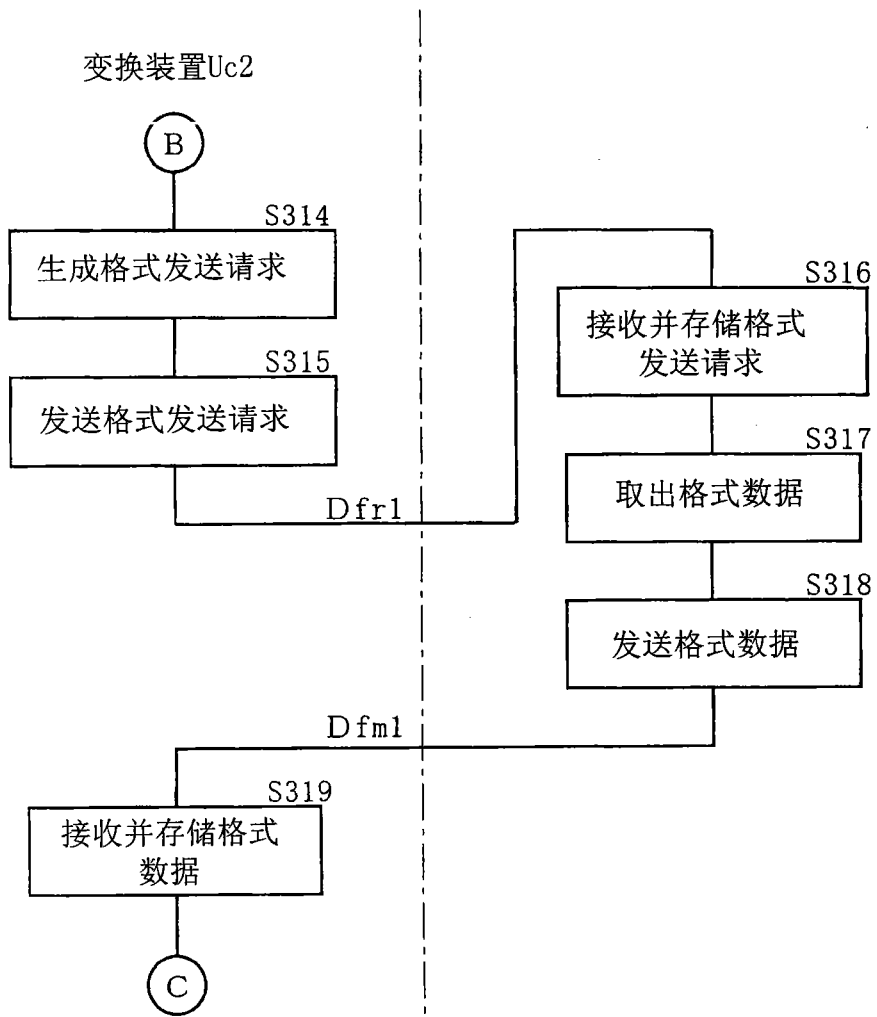 变换装置Uc2
B
S314
生成格式发送请求
S315
发送格式发送请求
Dfr1
S316
接收并存储格式
发送请求
S317
取出格式数据
S318
发送格式数据
Dfm1
S319
接收并存储格式
数据
C